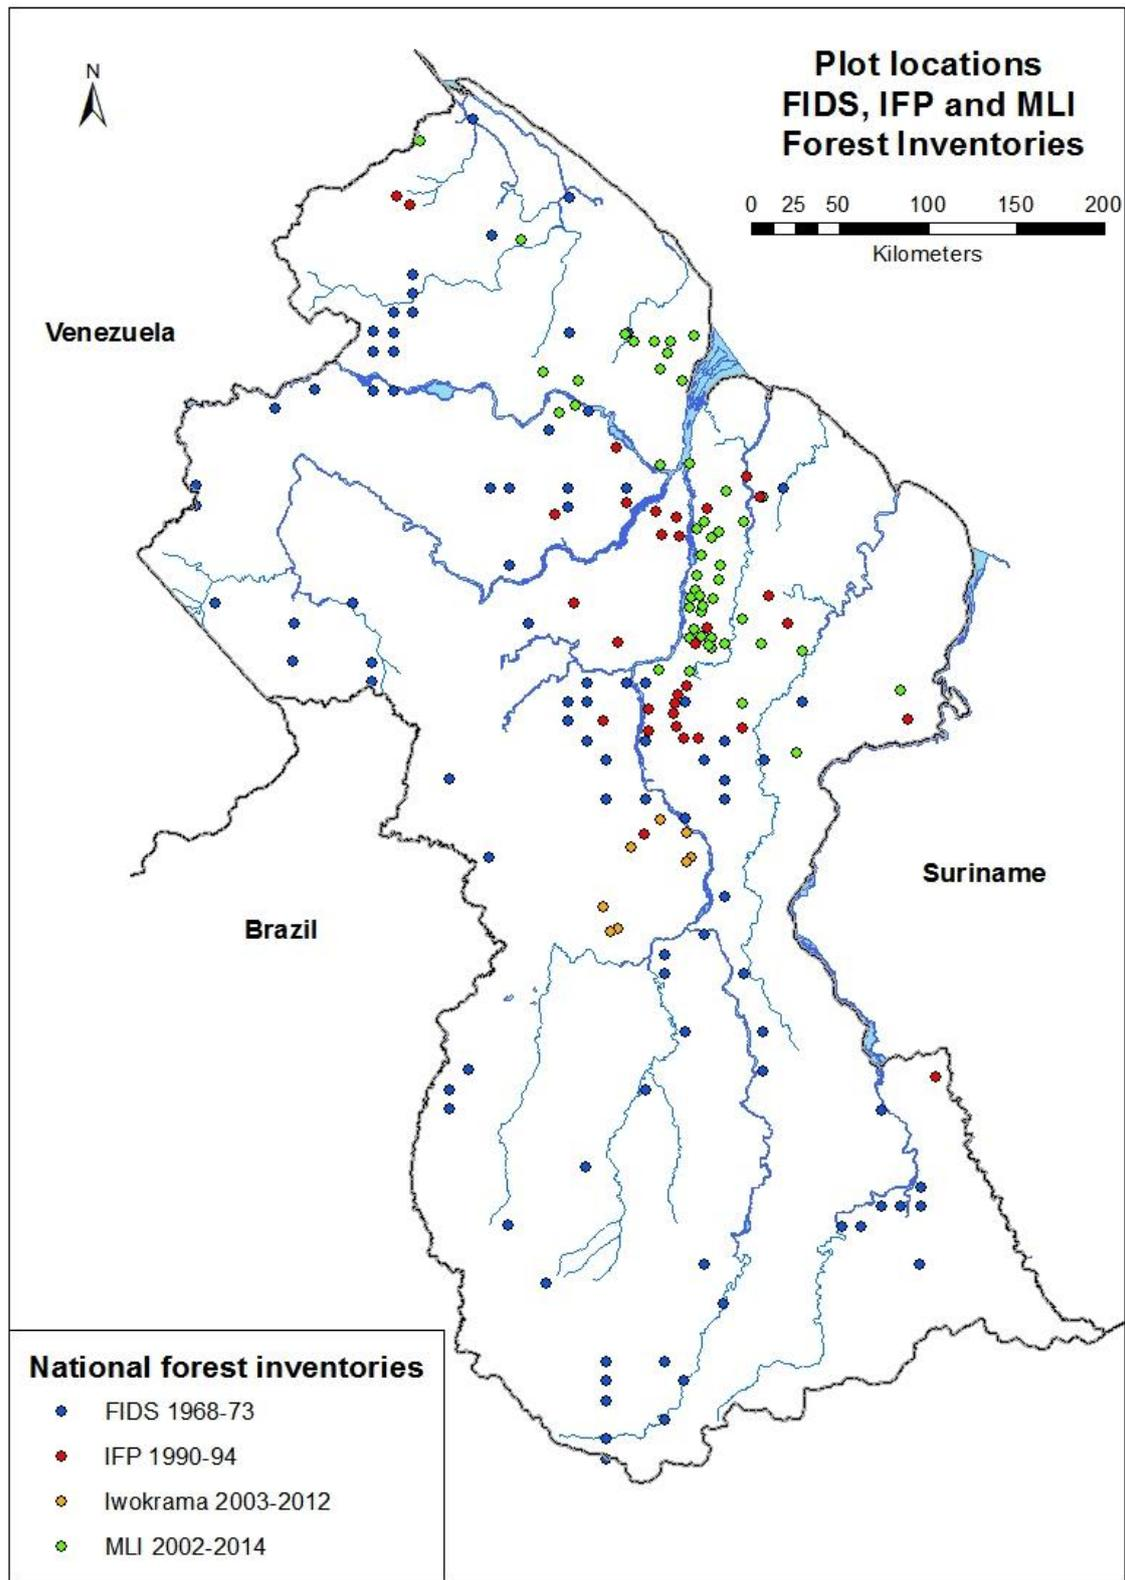 N
Plot locations
FIDS, IFP and MLI
Forest Inventories
0 25 50 100 150 200
Kilometers
Venezuela
Suriname
Brazil
National forest inventories
FIDS 1968-73
IFP 1990-94
Iwokrama 2003-2012
MLI 2002-2014